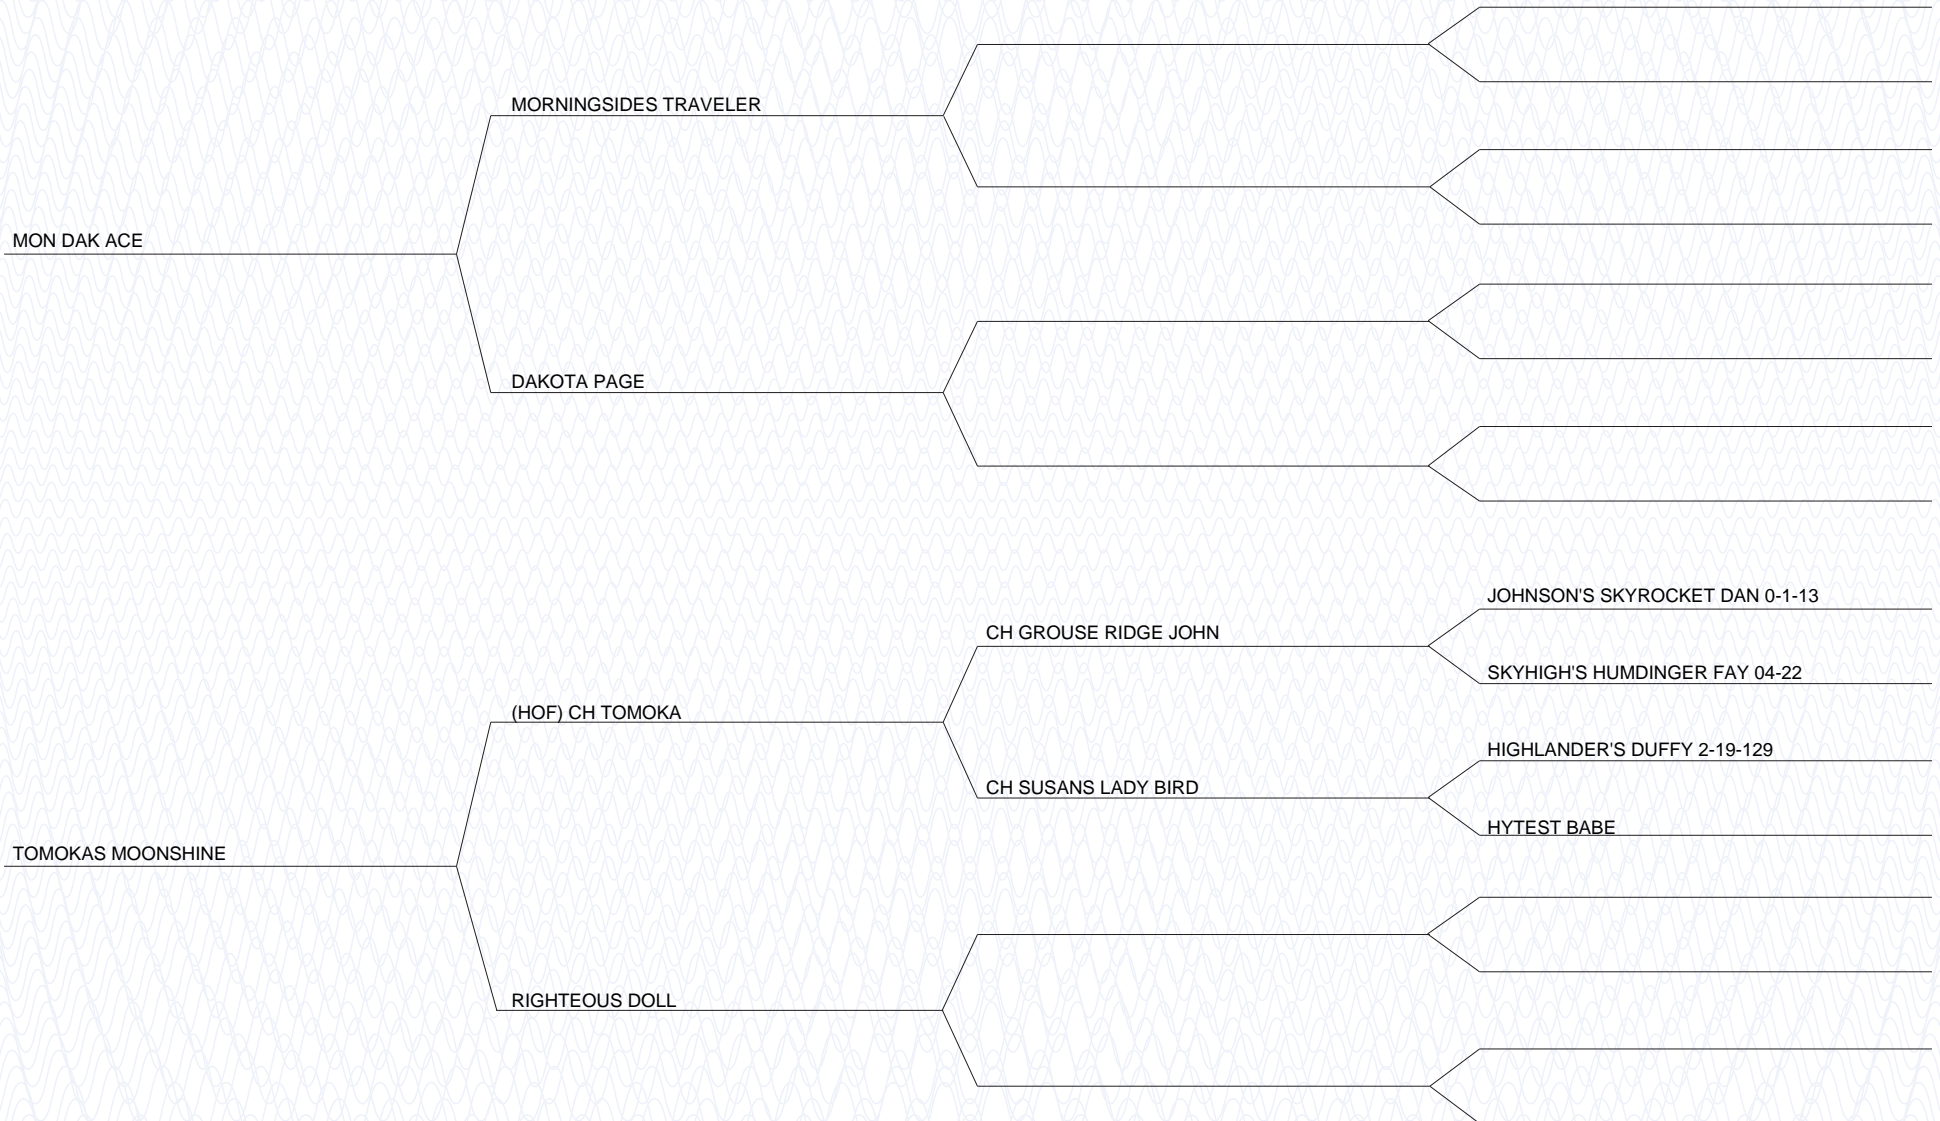 MORNINGSIDES TRAVELER
MON DAK ACE
DAKOTA PAGE
JOHNSON'S SKYROCKET DAN 0-1-13
CH GROUSE RIDGE JOHN
SKYHIGH'S HUMDINGER FAY 04-22
(HOF) CH TOMOKA
HIGHLANDER'S DUFFY 2-19-129
CH SUSANS LADY BIRD
HYTEST BABE
TOMOKAS MOONSHINE
RIGHTEOUS DOLL